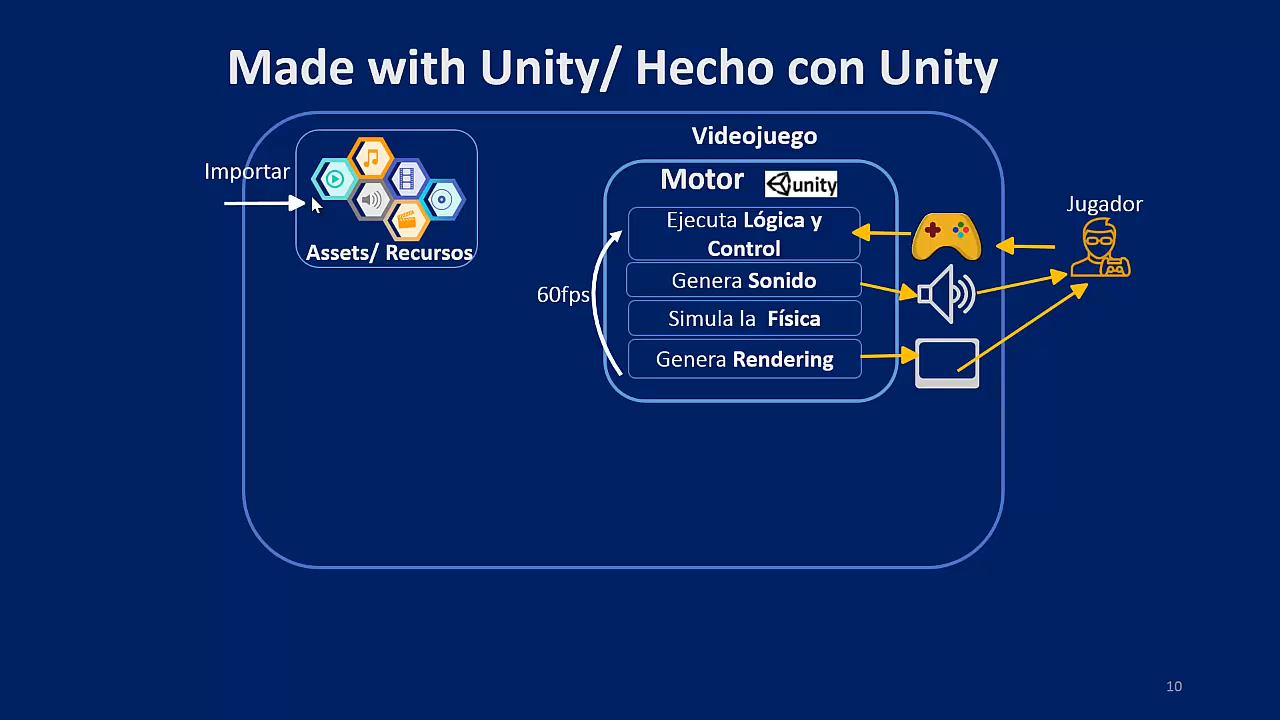 Made with Unity/ Hecho con Unity
Importar
Assets/ Recursos
Videojuego
Motor unity
Ejecuta Lógica y
Control
Genera Sonido
Simula la Física
Genera Rendering
60fps
Jugador
10